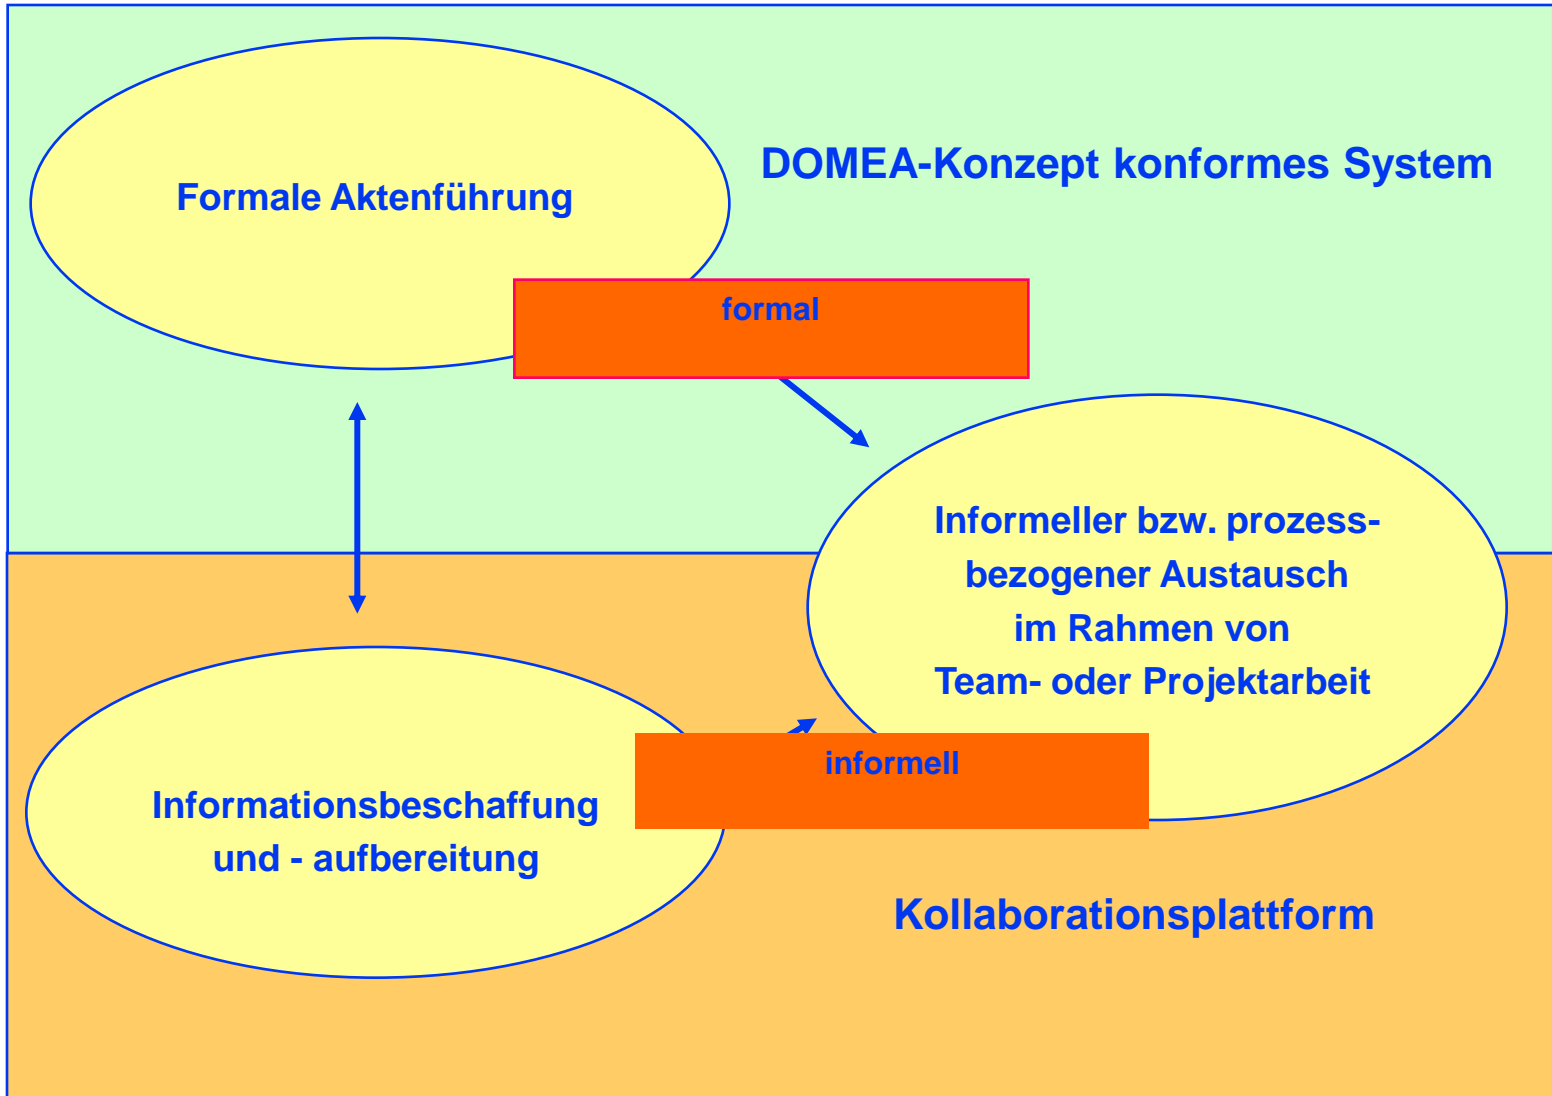 DOMEA-Konzept konformes System
Formale Aktenführung
formal
Informeller bzw. prozess-
bezogener Austausch
im Rahmen von
Team- oder Projektarbeit
informell
Informationsbeschaffung
und - aufbereitung
Kollaborationsplattform